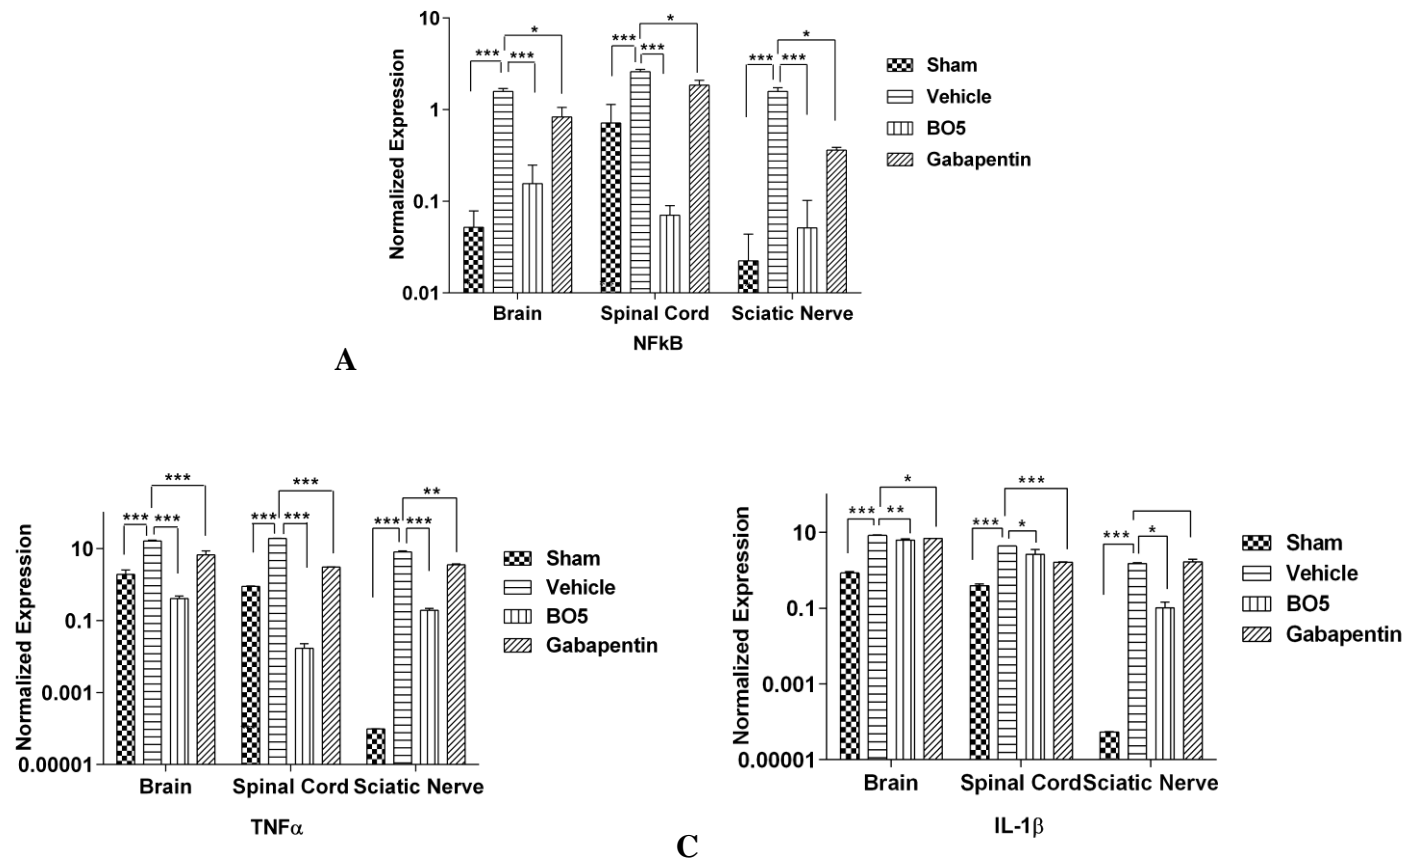 10
1
0.1
0.01
Normalized Expression
*** *** *
*** *** *
*** *** *
Sham
Vehicle
BO5
Gabapentin
Brain Spinal Cord Sciatic Nerve
NFkB
A
10
0.1
0.001
0.00001
Normalized Expression
*** *** ***
*** *** ***
*** *** **
Sham
Vehicle
BO5
Gabapentin
Brain Spinal Cord Sciatic Nerve
TNFα
10
0.1
0.001
0.00001
Normalized Expression
*** ** *
*** * ***
*** *
Sham
Vehicle
BO5
Gabapentin
Brain Spinal Cord Sciatic Nerve
IL-1β
C